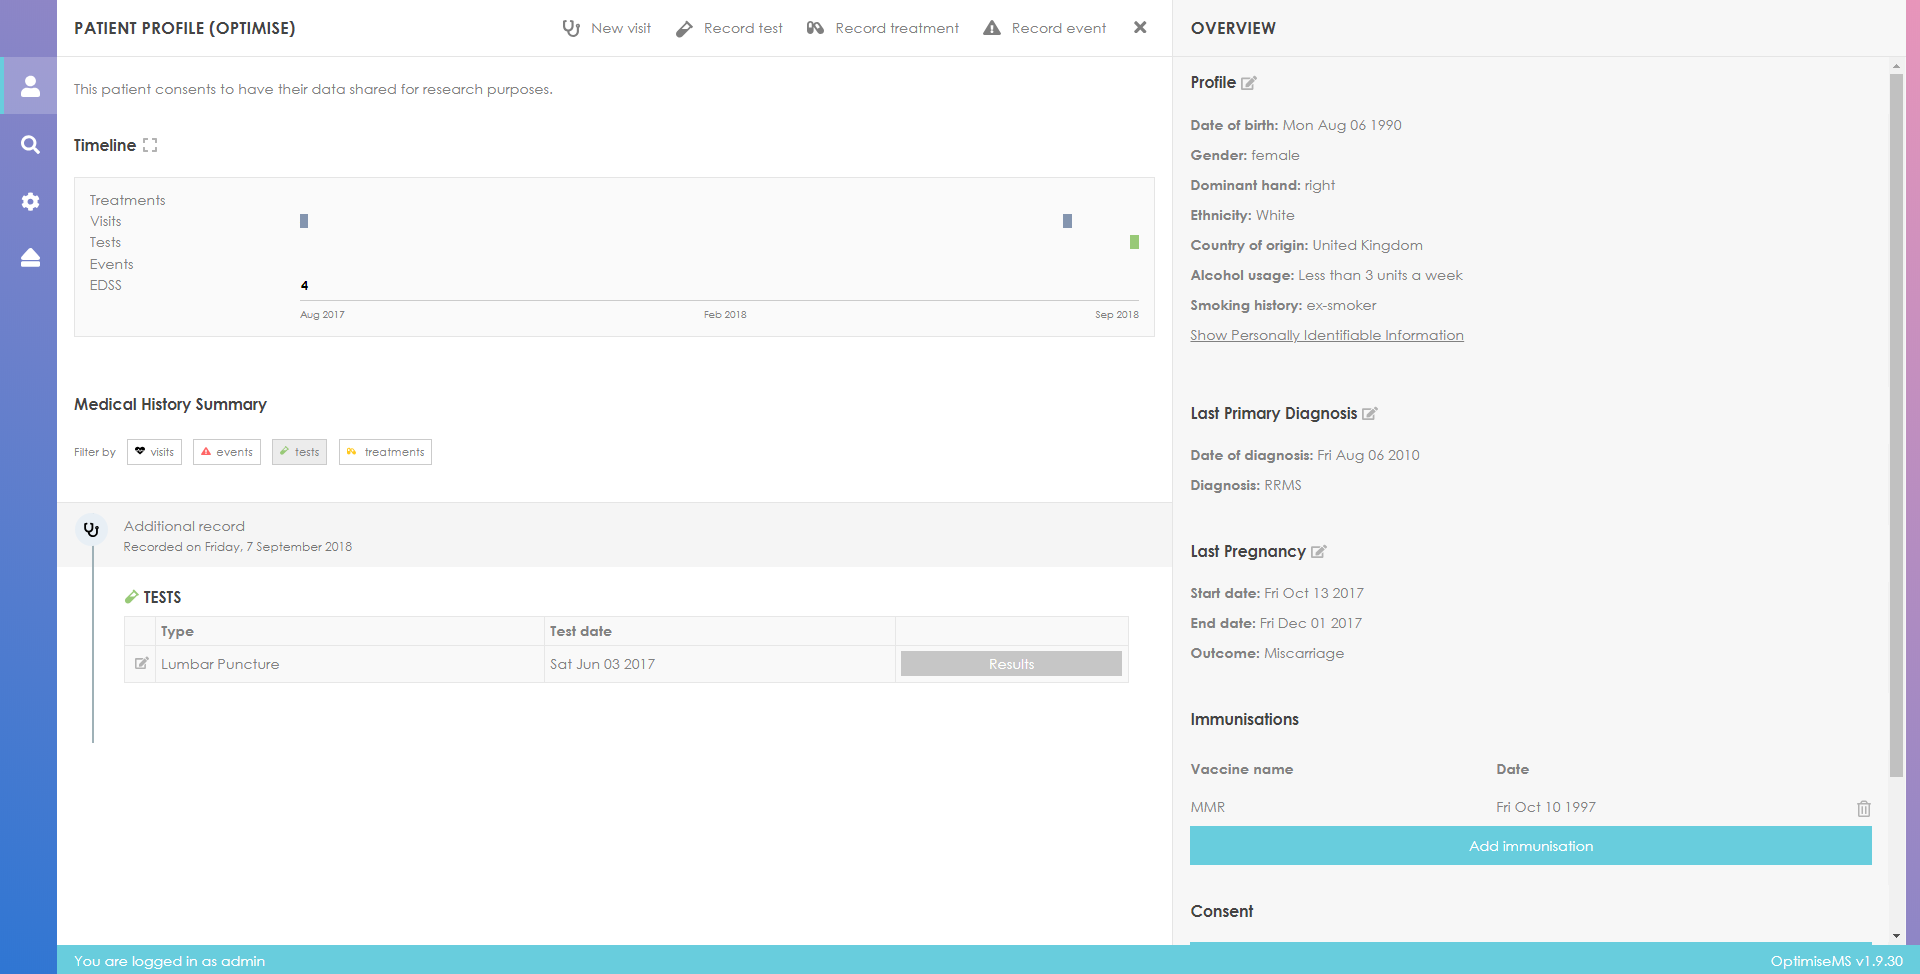 PATIENT PROFILE (OPTIMISE)
New visit
Record test
Record treatment
Record event
This patient consents to have their data shared for research purposes.
Timeline
Treatments
Visits
Tests
Events
EDSS
4
Aug 2017
Feb 2018
Sep 2018
Medical History Summary
Filter by
visits
events
tests
treatments
Additional record
Recorded on Friday, 7 September 2018
TESTS
Type
Test date
Lumbar Puncture
Sat Jun 03 2017
Results
OVERVIEW
Profile
Date of birth: Mon Aug 06 1990
Gender: female
Dominant hand: right
Ethnicity: White
Country of origin: United Kingdom
Alcohol usage: Less than 3 units a week
Smoking history: ex-smoker
Show Personally Identifiable Information
Last Primary Diagnosis
Date of diagnosis: Fri Aug 06 2010
Diagnosis: RRMS
Last Pregnancy
Start date: Fri Oct 13 2017
End date: Fri Dec 01 2017
Outcome: Miscarriage
Immunisations
Vaccine name
Date
MMR
Fri Oct 10 1997
Add immunisation
Consent
You are logged in as admin
OptimiseMS v1.9.30